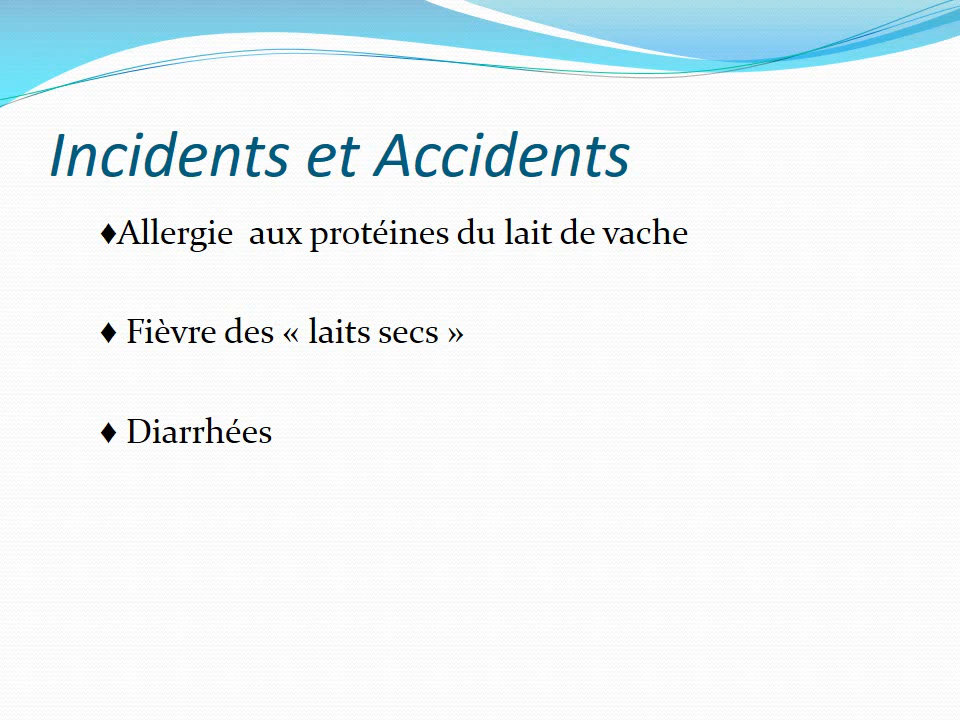 Incidents et Accidents
♦Allergie  aux protéines du lait de vache
♦ Fièvre des « laits secs »
♦ Diarrhées